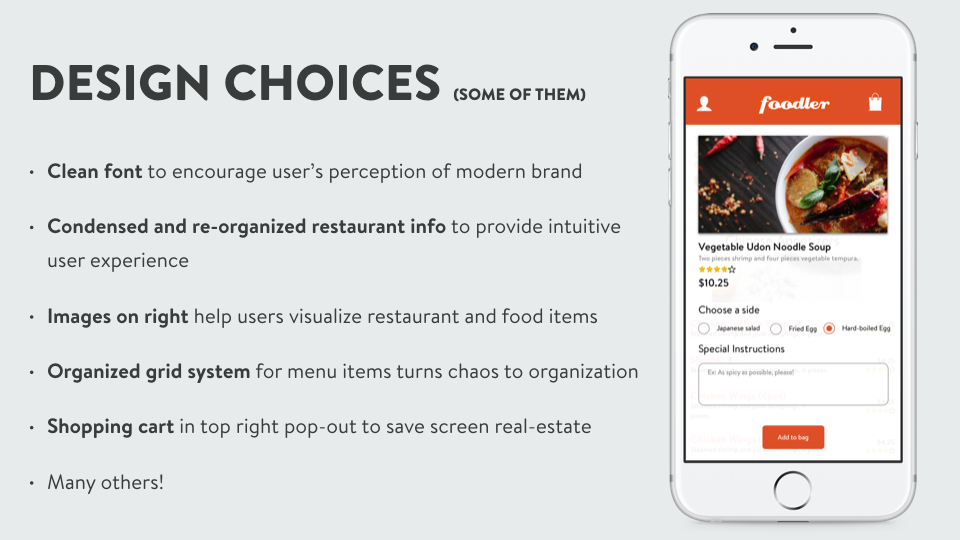 DESIGN CHOICES (SOME OF THEM)
• Clean font to encourage user’s perception of modern brand
• Condensed and re-organized restaurant info to provide intuitive
user experience
• Images on right help users visualize restaurant and food items
• Organized grid system for menu items turns chaos to organization
• Shopping cart in top right pop-out to save screen real-estate
• Many others!
foodler
Vegetable Udon Noodle Soup
Two pieces shrimp and four pieces vegetable tempura.
$10.25
Choose a side
Japanese salad Fried Egg Hard-boiled Egg
Special Instructions
Ex: As spicy as possible, please!
Add to bag